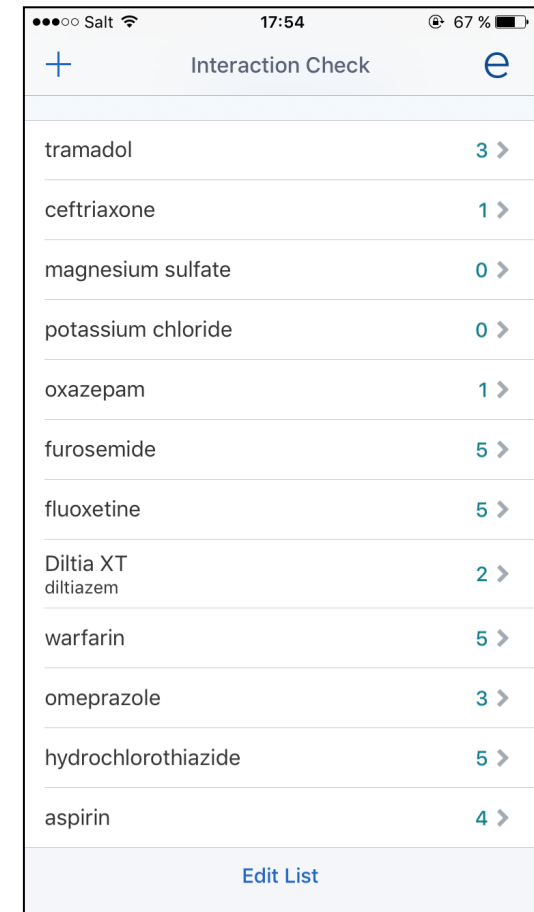 Salt 17:54 67 %
Interaction Check e
tramadol 3
ceftriaxone 1
magnesium sulfate 0
potassium chloride 0
oxazepam 1
furosemide 5
fluoxetine 5
Diltia XT
diltiazem 2
warfarin 5
omeprazole 3
hydrochlorothiazide 5
aspirin 4
Edit List